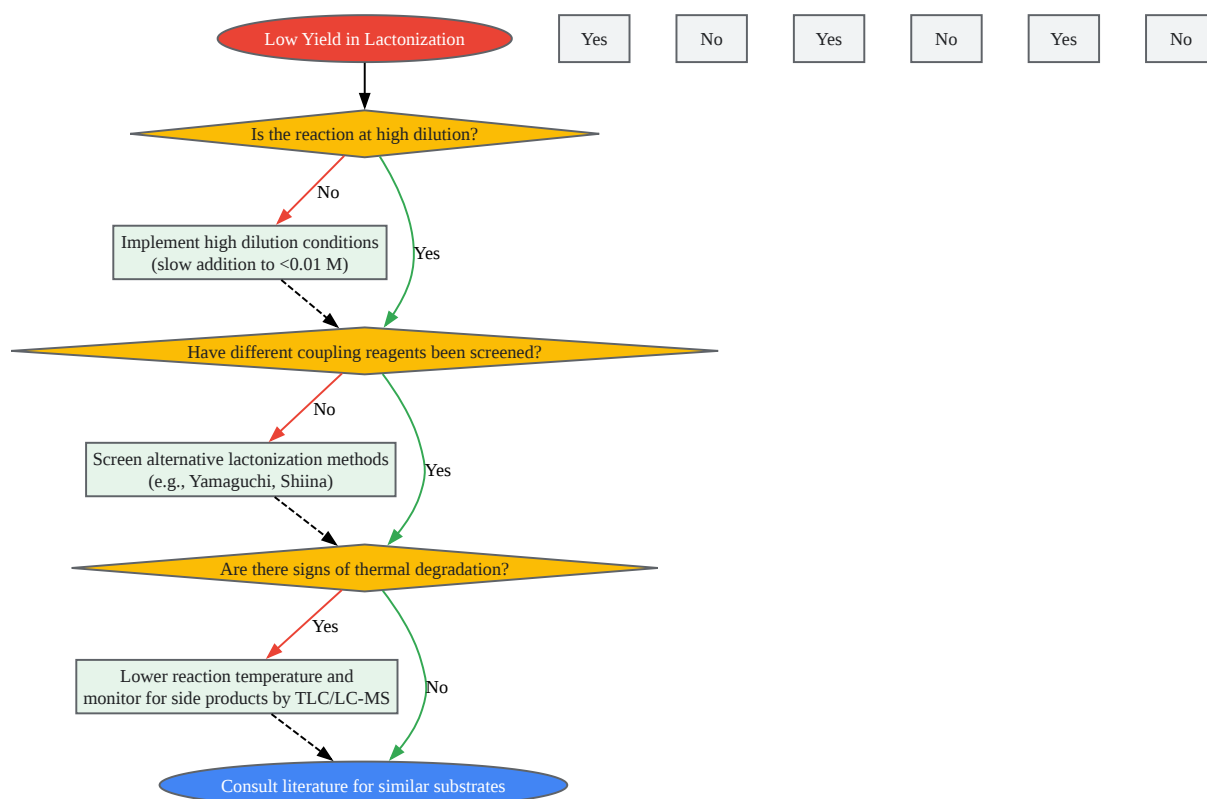 Low Yield in Lactonization
Yes
No
Yes
No
Yes
No
Is the reaction at high dilution?
No
Implement high dilution conditions
(slow addition to <0.01 M)
Yes
Have different coupling reagents been screened?
No
Screen alternative lactonization methods
(e.g., Yamaguchi, Shiina)
Yes
Are there signs of thermal degradation?
Yes
Lower reaction temperature and
monitor for side products by TLC/LC-MS
No
Consult literature for similar substrates